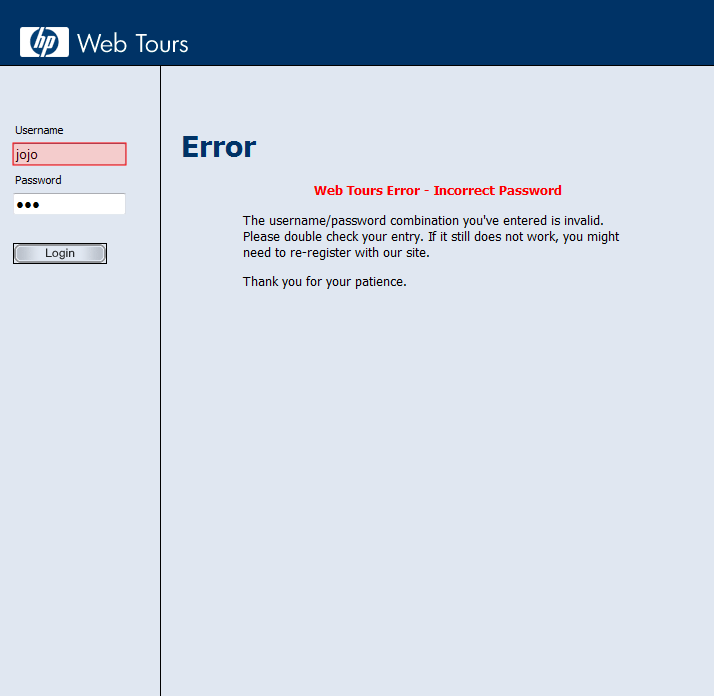 hp Web Tours
Username
jojo
Password
●●●
Login
Error
Web Tours Error - Incorrect Password
The username/password combination you've entered is invalid.
Please double check your entry. If it still does not work, you might
need to re-register with our site.
Thank you for your patience.